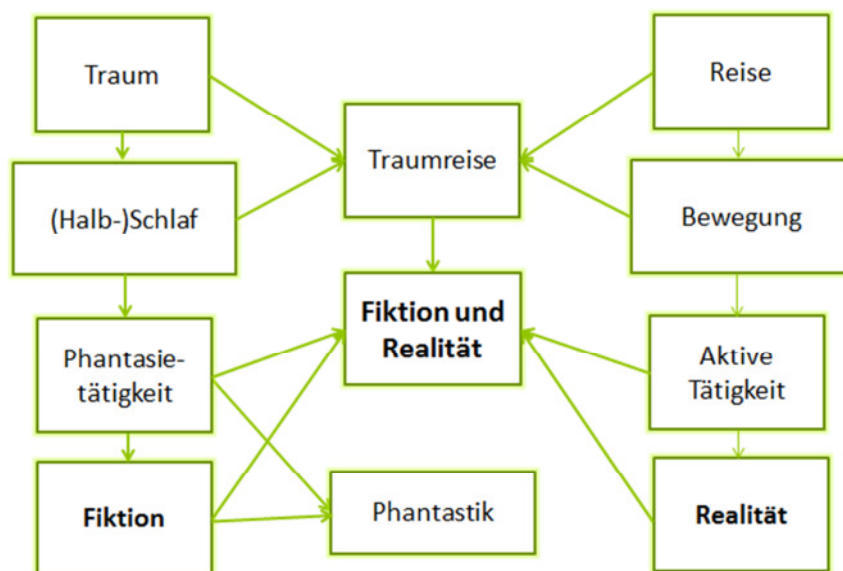 Traum
Reise
Traumreise
(Halb-)Schlaf
Bewegung
Fiktion und
Realität
Phantasie-
tätigkeit
Aktive
Tätigkeit
Fiktion
Phantastik
Realität